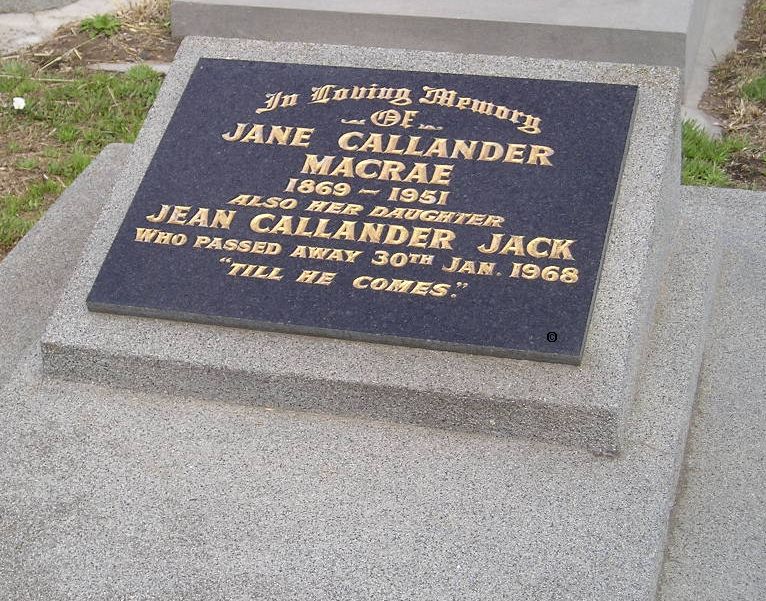 In Loving Memory
OF
JANE CALLANDER
MACRAE
1869 — 1951
ALSO HER DAUGHTER
JEAN CALLANDER JACK
WHO PASSED AWAY 30TH JAN. 1968
"TILL HE COMES."